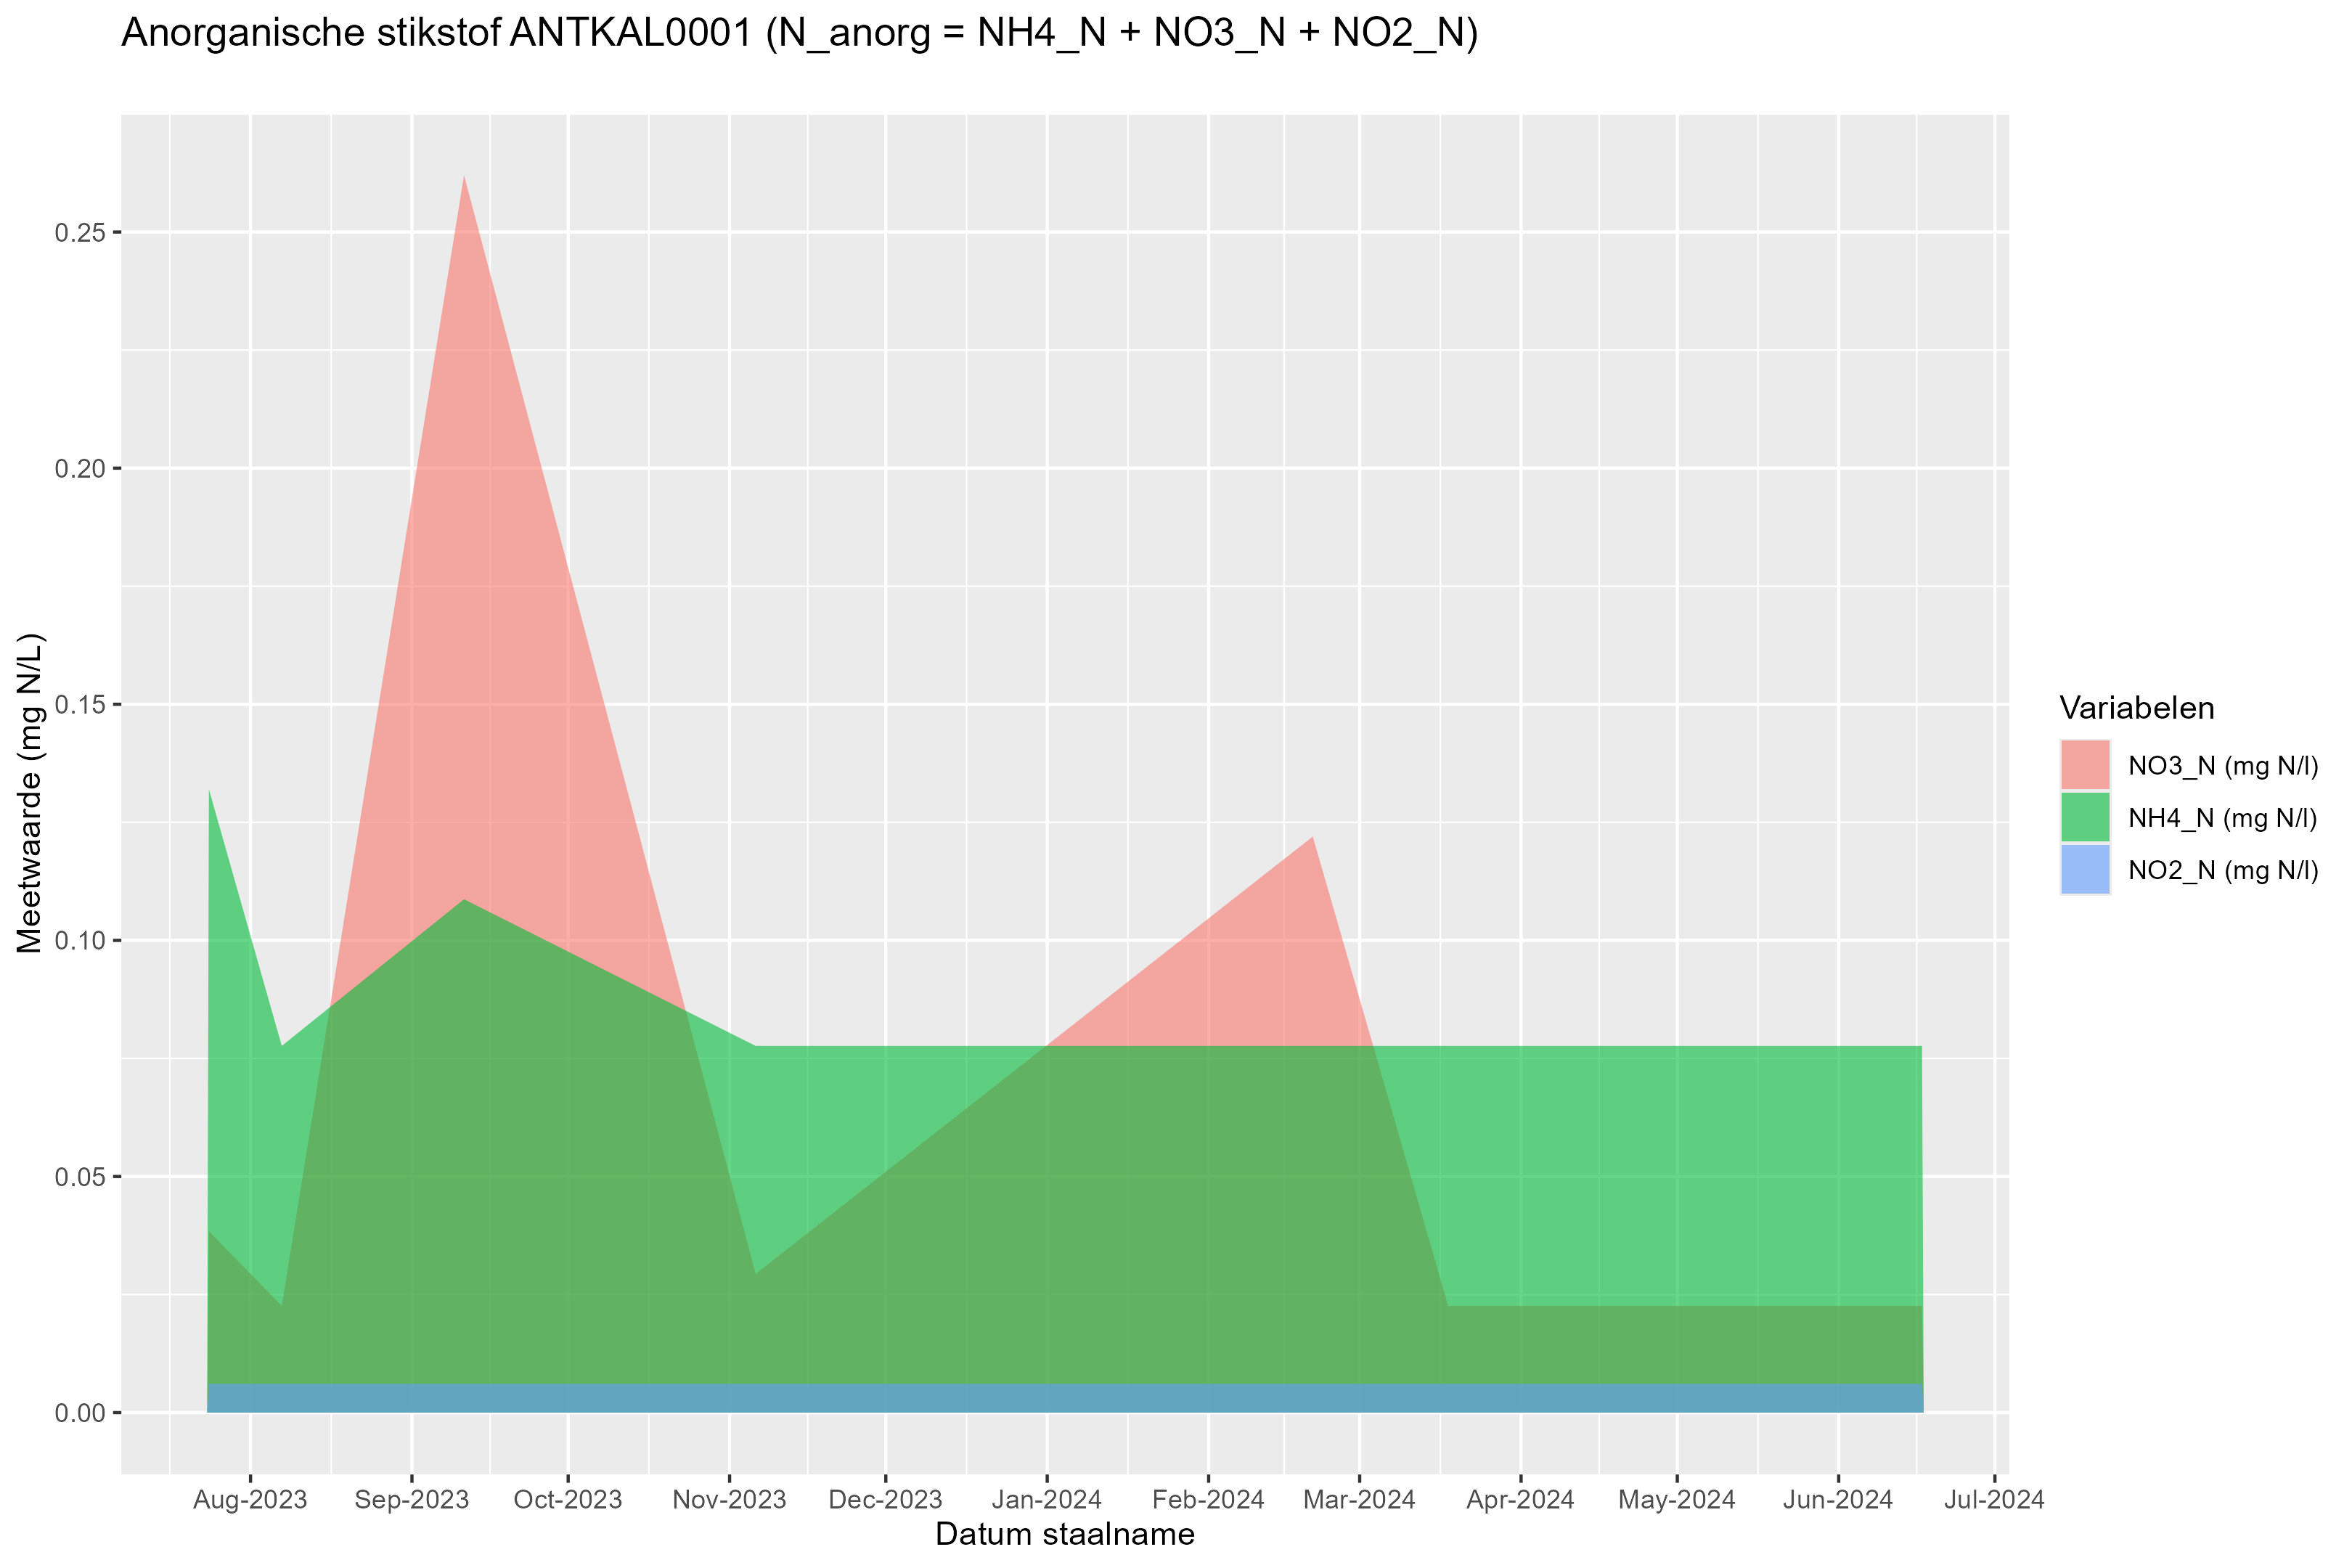 Anorganische stikstof ANTKAL0001 (N_anorg = NH4_N + NO3_N + NO2_N)
Meetwaarde (mg N/L)
0.25
0.20
0.15
0.10
0.05
0.00
Aug-2023 Sep-2023 Oct-2023 Nov-2023 Dec-2023 Jan-2024 Feb-2024 Mar-2024 Apr-2024 May-2024 Jun-2024 Jul-2024
Datum staalname
Variabelen
NO3_N (mg N/l)
NH4_N (mg N/l)
NO2_N (mg N/l)